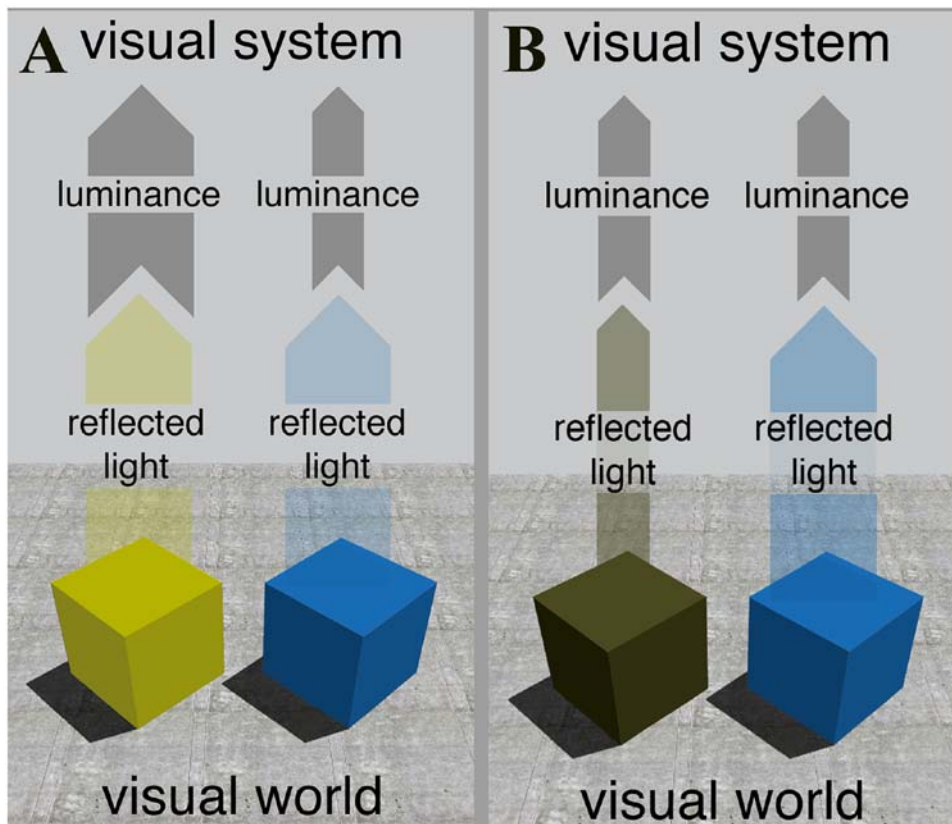 A visual system
luminance luminance
reflected light reflected light
visual world
B visual system
luminance luminance
reflected light reflected light
visual world